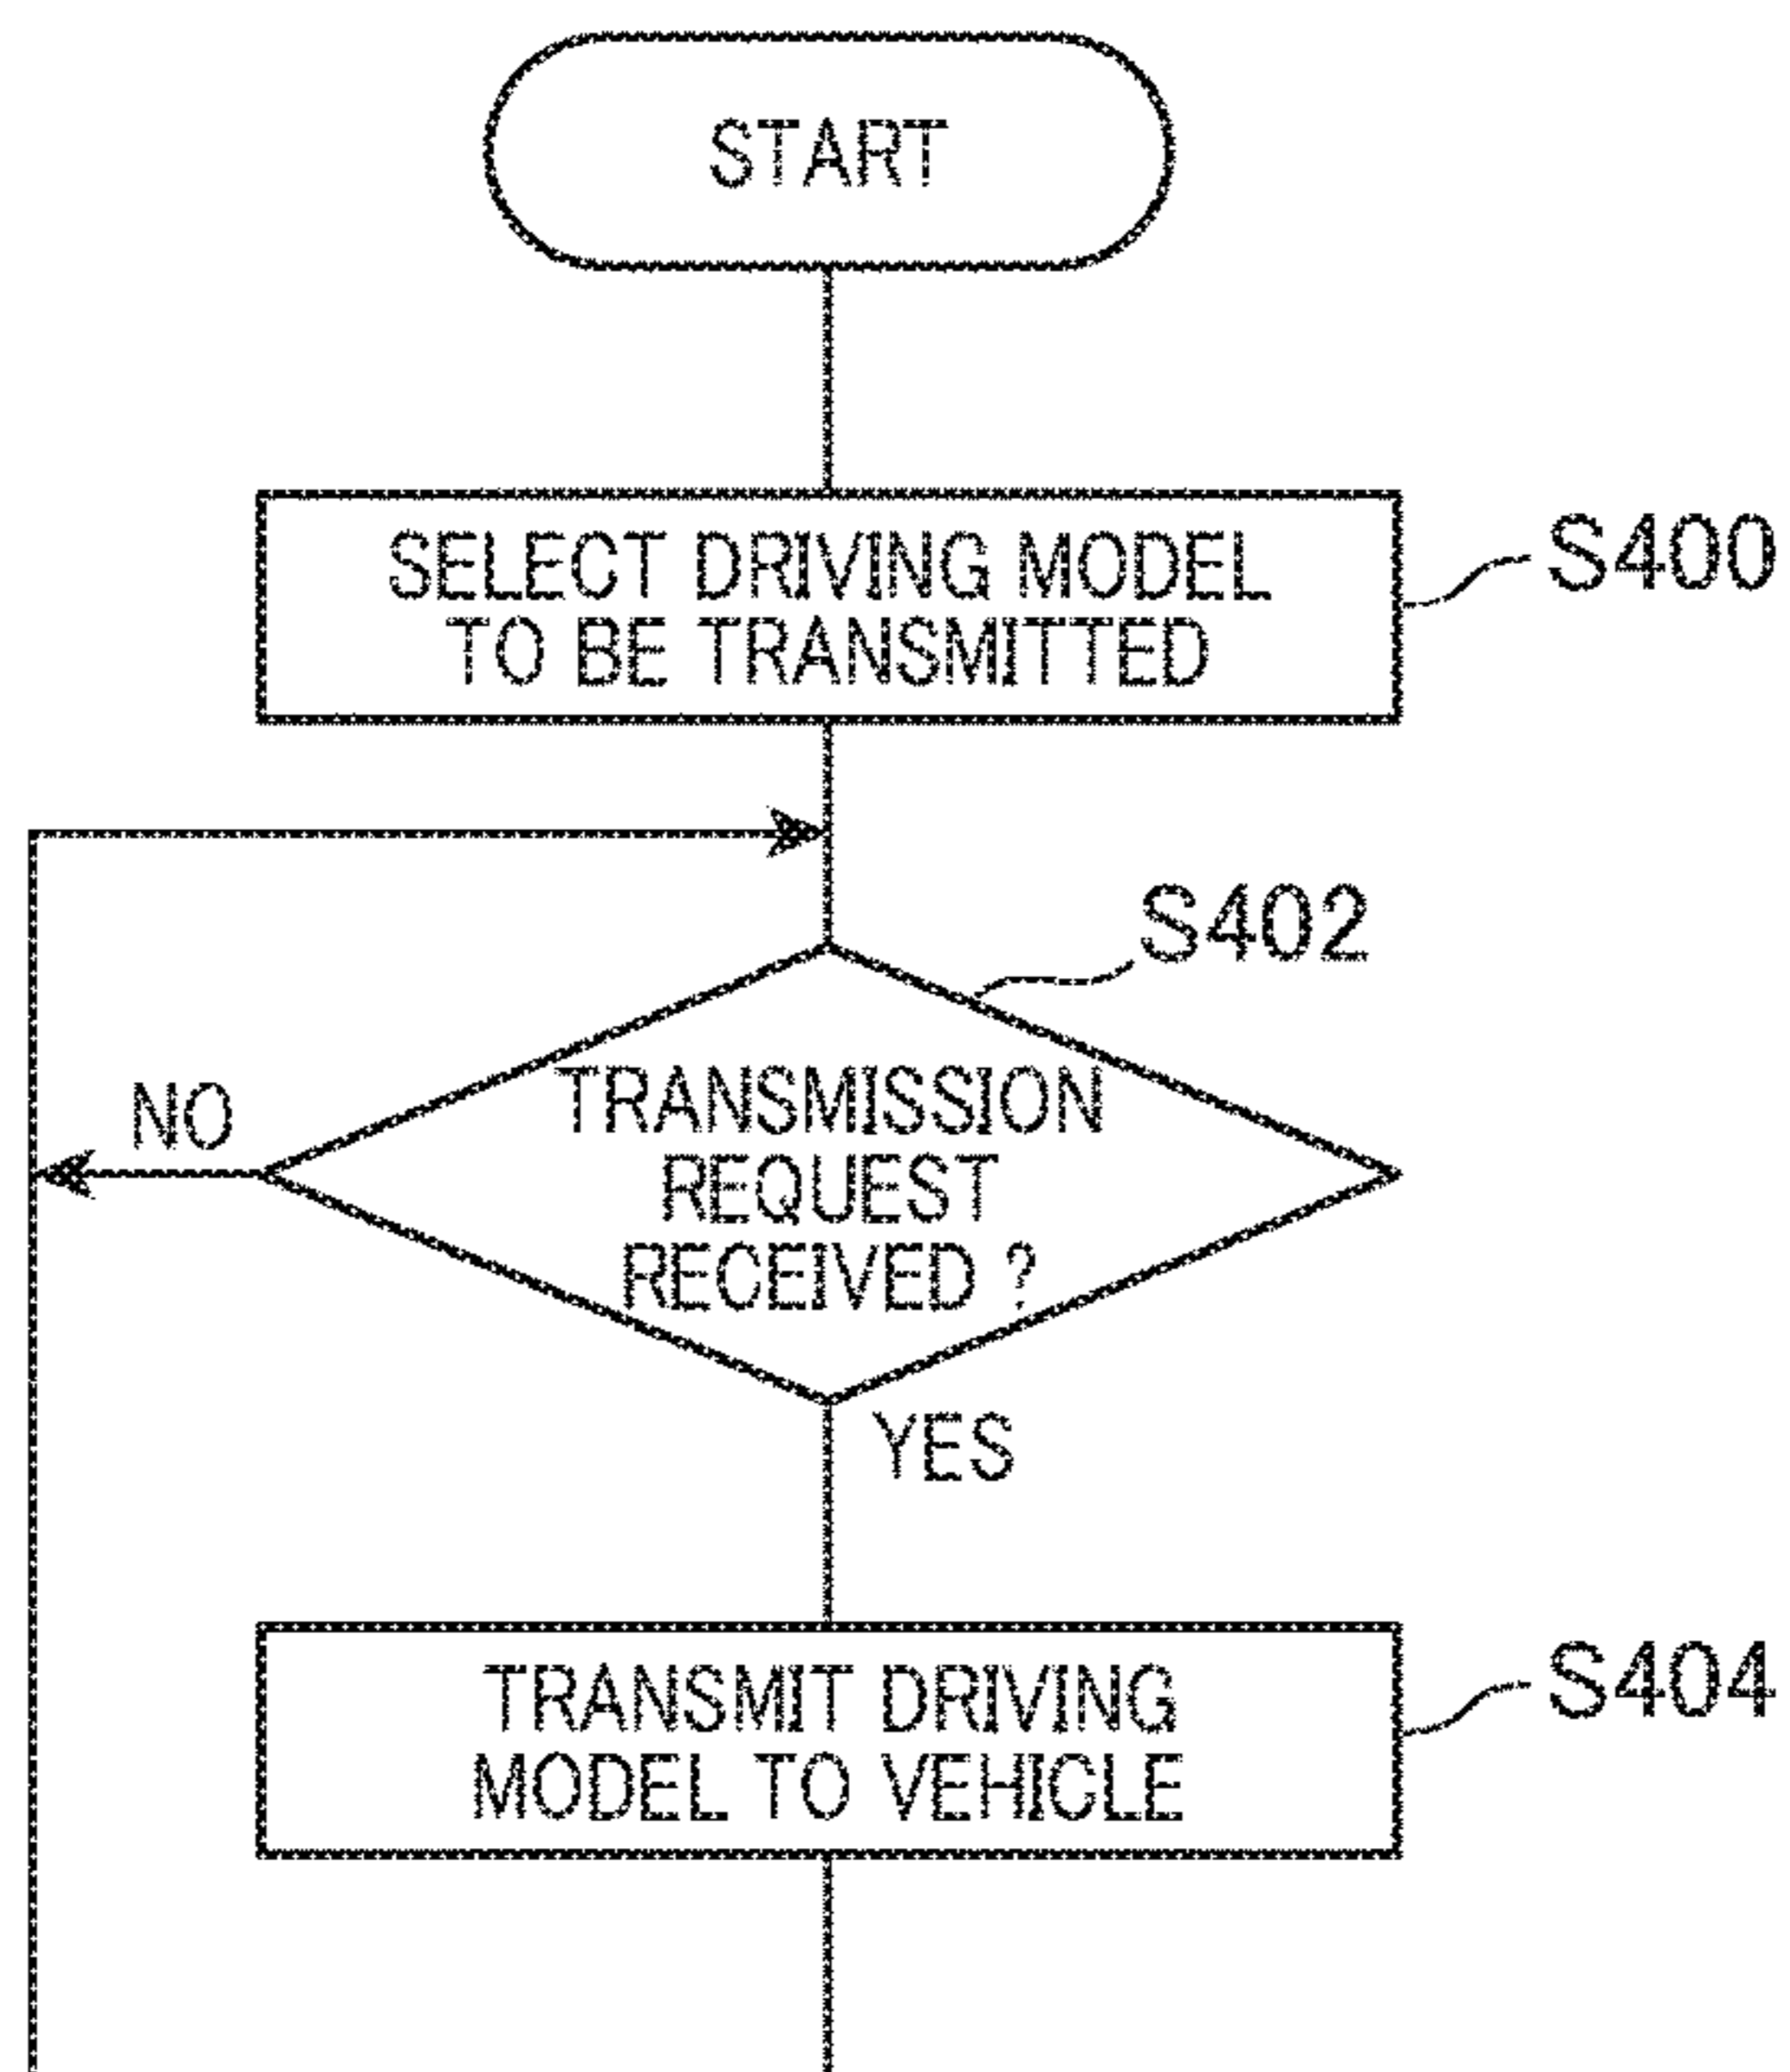 START
SELECT DRIVING MODEL
TO BE TRANSMITTED
S400
S402
NO
TRANSMISSION
REQUEST
RECEIVED ?
YES
TRANSMIT DRIVING
MODEL TO VEHICLE
S404